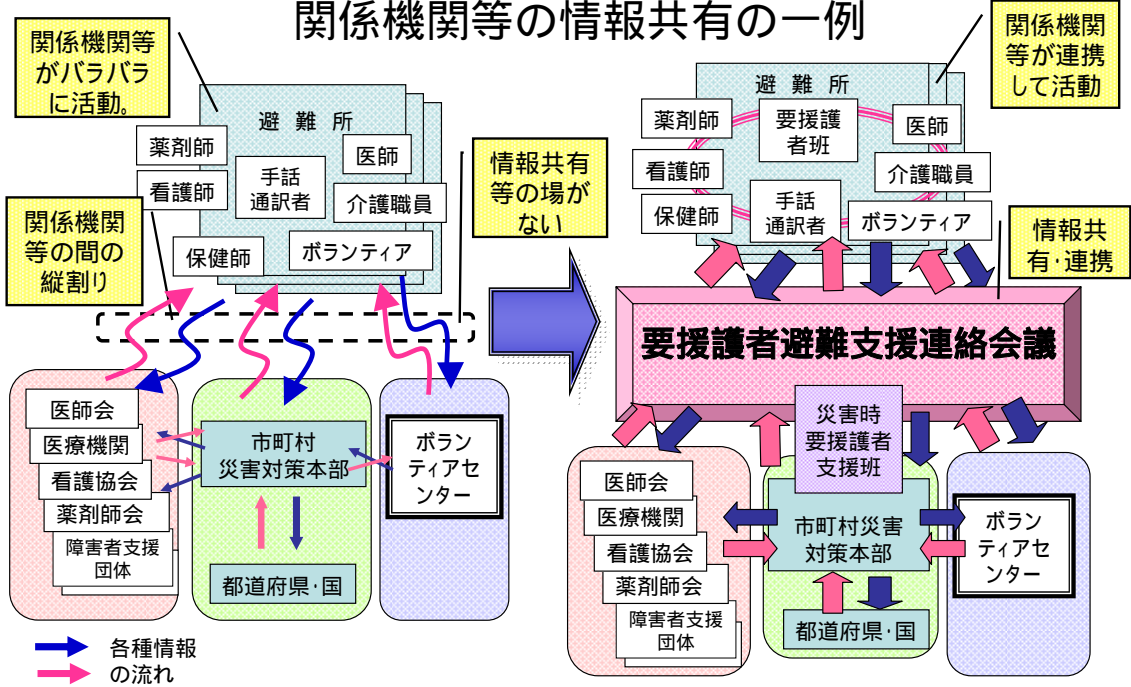 関係機関等の情報共有の一例
関係機関等
がバラバラ
に活動。
避 難 所
薬剤師
医師
看護師
手話
通訳者
介護職員
保健師
ボランティア
情報共有
等の場が
ない
関係機関
等の間の
縦割り
医師会
医療機関
看護協会
薬剤師会
障害者支援
団体
市町村
災害対策本部
都道府県・国
ボラン
ティアセ
ンター
各種情報
の流れ
関係機関
等が連携
して活動
避 難 所
薬剤師
要援護
者班
医師
看護師
介護職員
保健師
手話
通訳者
ボランティア
情報共
有・連携
要援護者避難支援連絡会議
災害時
要援護者
支援班
医師会
医療機関
看護協会
薬剤師会
障害者支援
団体
市町村災害
対策本部
都道府県・国
ボラン
ティアセ
ンター